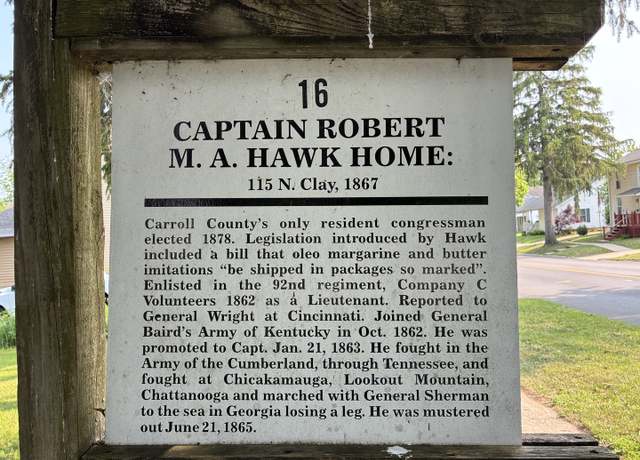 16
CAPTAIN ROBERT
M. A. HAWK HOME:
115 N. Clay, 1867
Carroll County's only resident congressman
elected 1878. Legislation introduced by Hawk
included a bill that oleo margarine and butter
imitations "be shipped in packages so marked".
Enlisted in the 92nd regiment, Company C
Volunteers 1862 as a Lieutenant. Reported to
General Wright at Cincinnati. Joined General
Baird's Army of Kentucky in Oct. 1862. He was
promoted to Capt. Jan. 21, 1863. He fought in the
Army of the Cumberland, through Tennessee, and
fought at Chicakamauga, Lookout Mountain,
Chattanooga and marched with General Sherman
to the sea in Georgia losing a leg. He was mustered
out June 21, 1865.